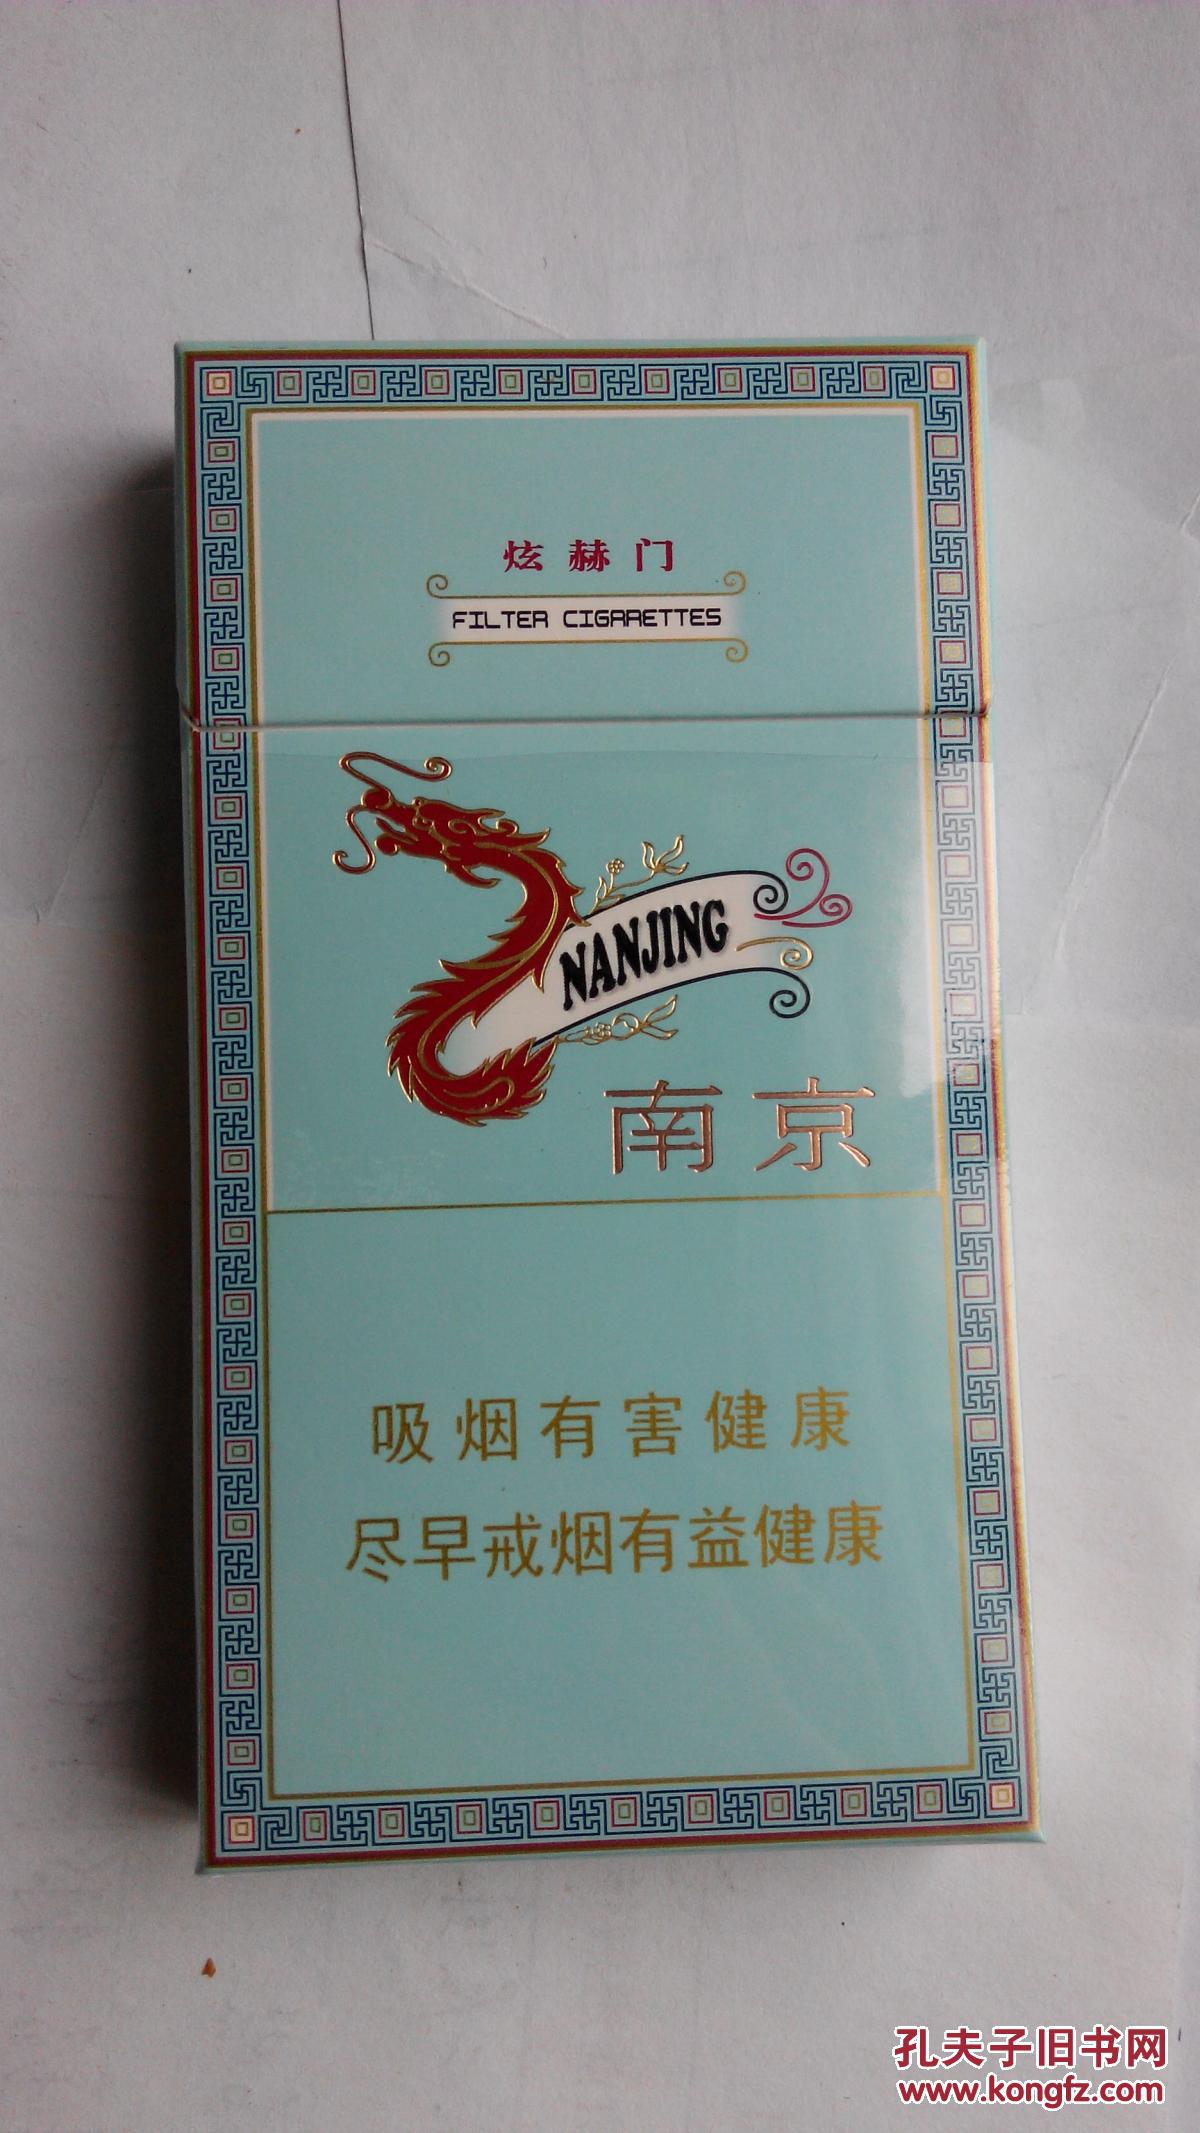 炫赫门
FILTER CIGARETTES
NANJING
南京
吸烟有害健康
尽早戒烟有益健康
孔夫子旧书网
www.kongfz.com